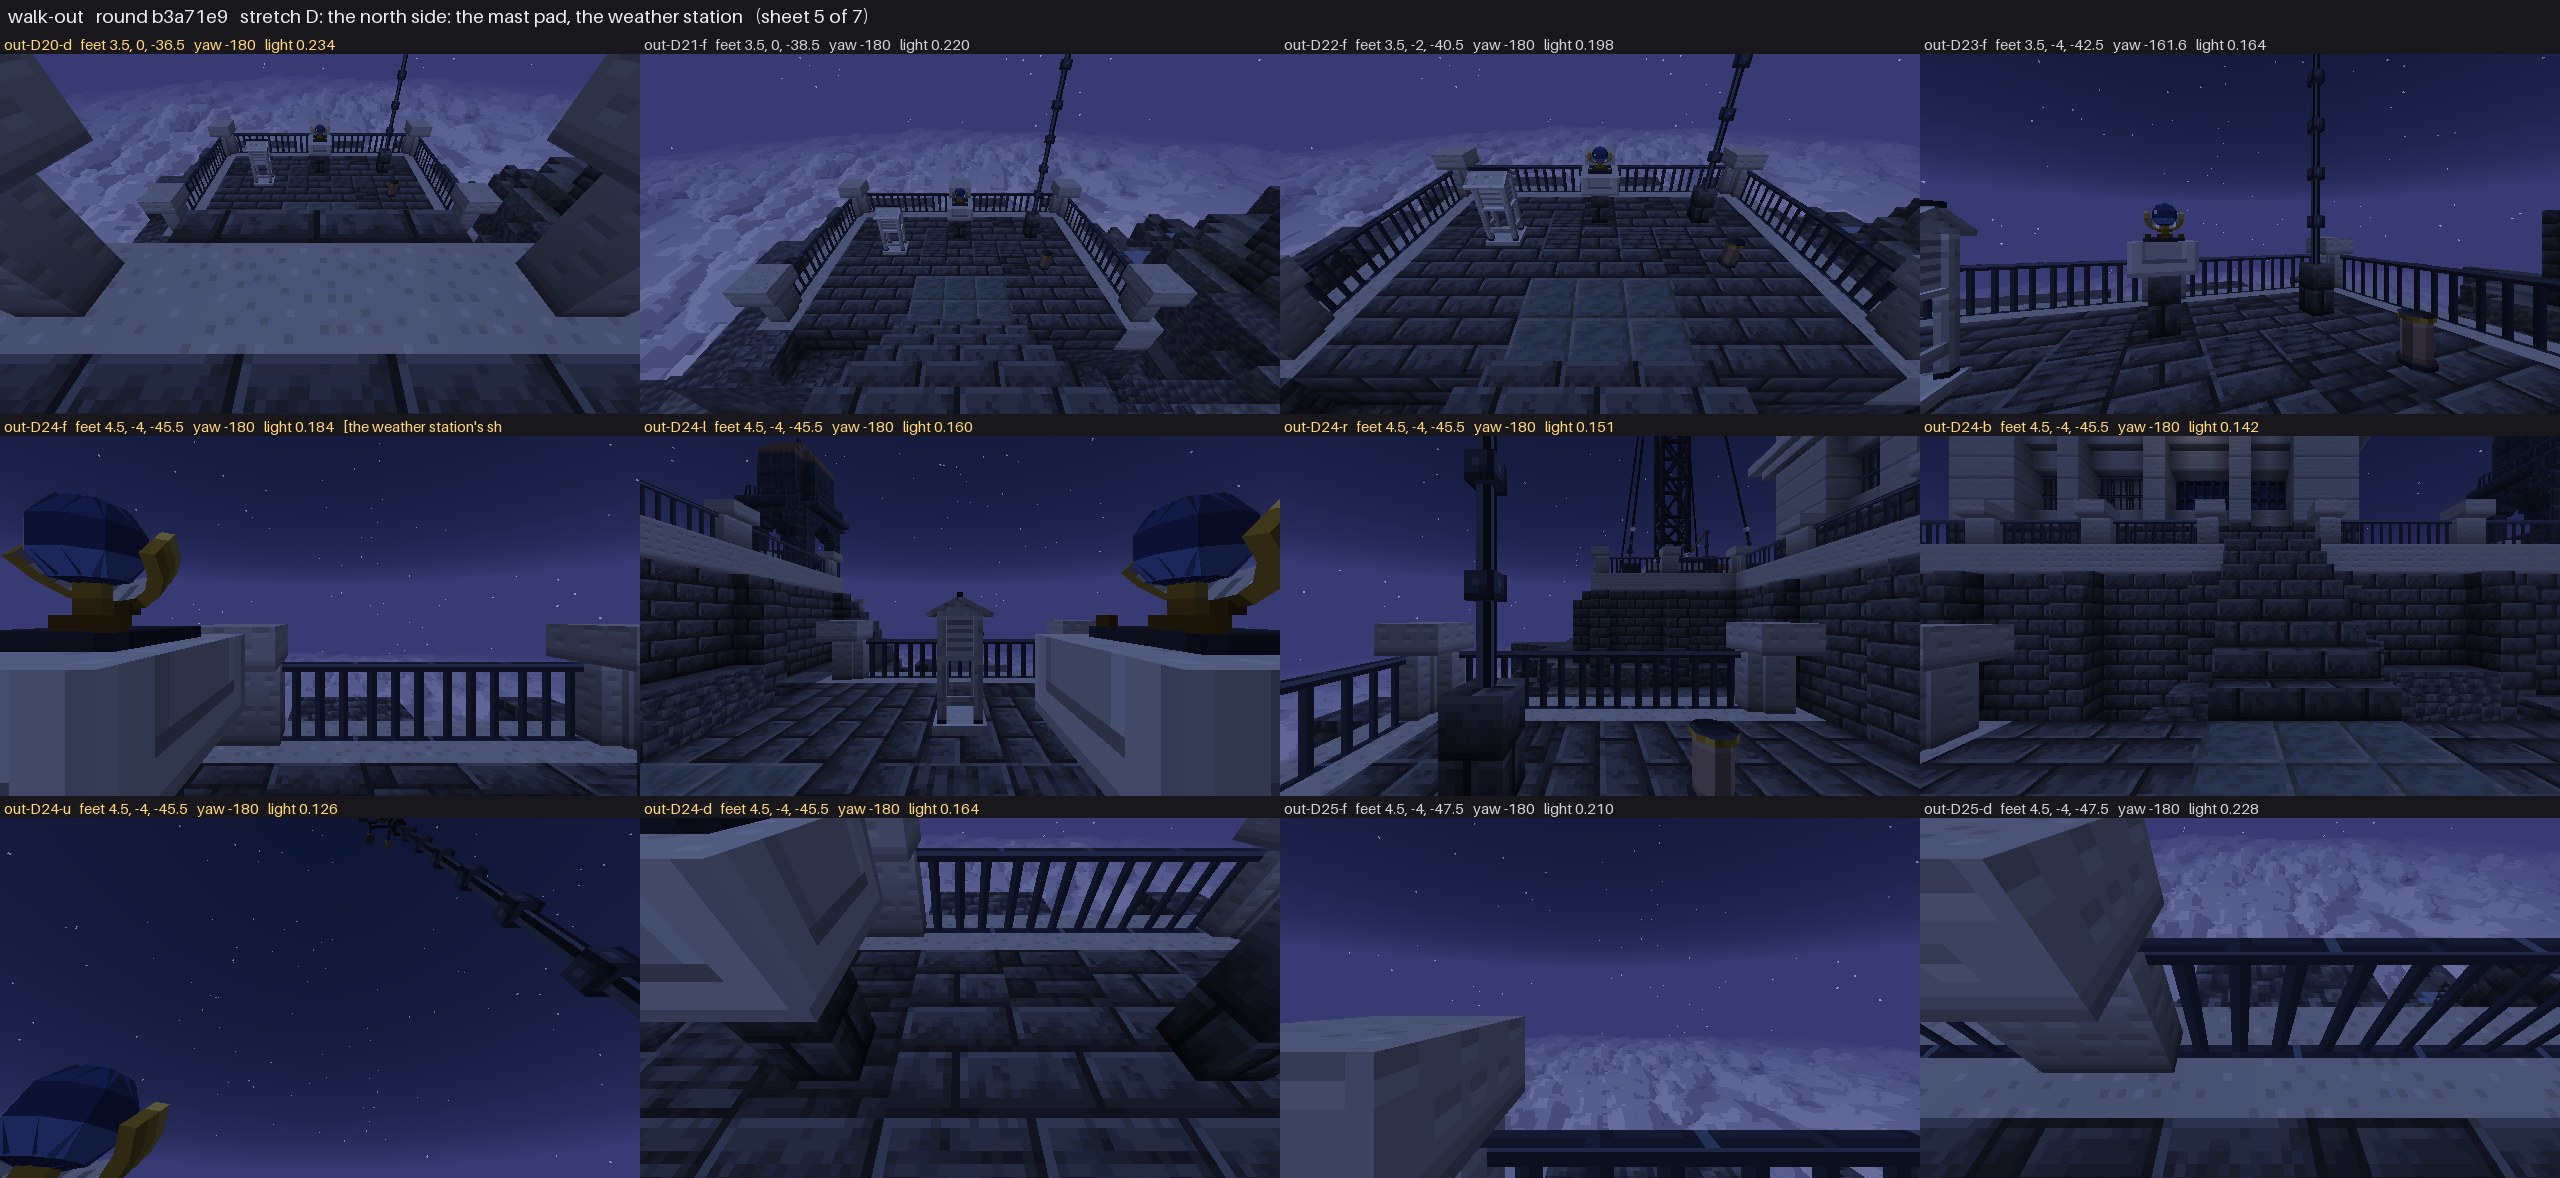 walk-out round b3a71e9 stretch D: the north side: the mast pad, the weather station (sheet 5 of 7)
out-D20-d feet 3.5, 0, -36.5 yaw -180 light 0.234
out-D21-f feet 3.5, 0, -38.5 yaw -180 light 0.220
out-D22-f feet 3.5, -2, -40.5 yaw -180 light 0.198
out-D23-f feet 3.5, -4, -42.5 yaw -161.6 light 0.164
out-D24-f feet 4.5, -4, -45.5 yaw -180 light 0.184 [the weather station's sh
out-D24-l feet 4.5, -4, -45.5 yaw -180 light 0.160
out-D24-r feet 4.5, -4, -45.5 yaw -180 light 0.151
out-D24-b feet 4.5, -4, -45.5 yaw -180 light 0.142
out-D24-u feet 4.5, -4, -45.5 yaw -180 light 0.126
out-D24-d feet 4.5, -4, -45.5 yaw -180 light 0.164
out-D25-f feet 4.5, -4, -47.5 yaw -180 light 0.210
out-D25-d feet 4.5, -4, -47.5 yaw -180 light 0.228